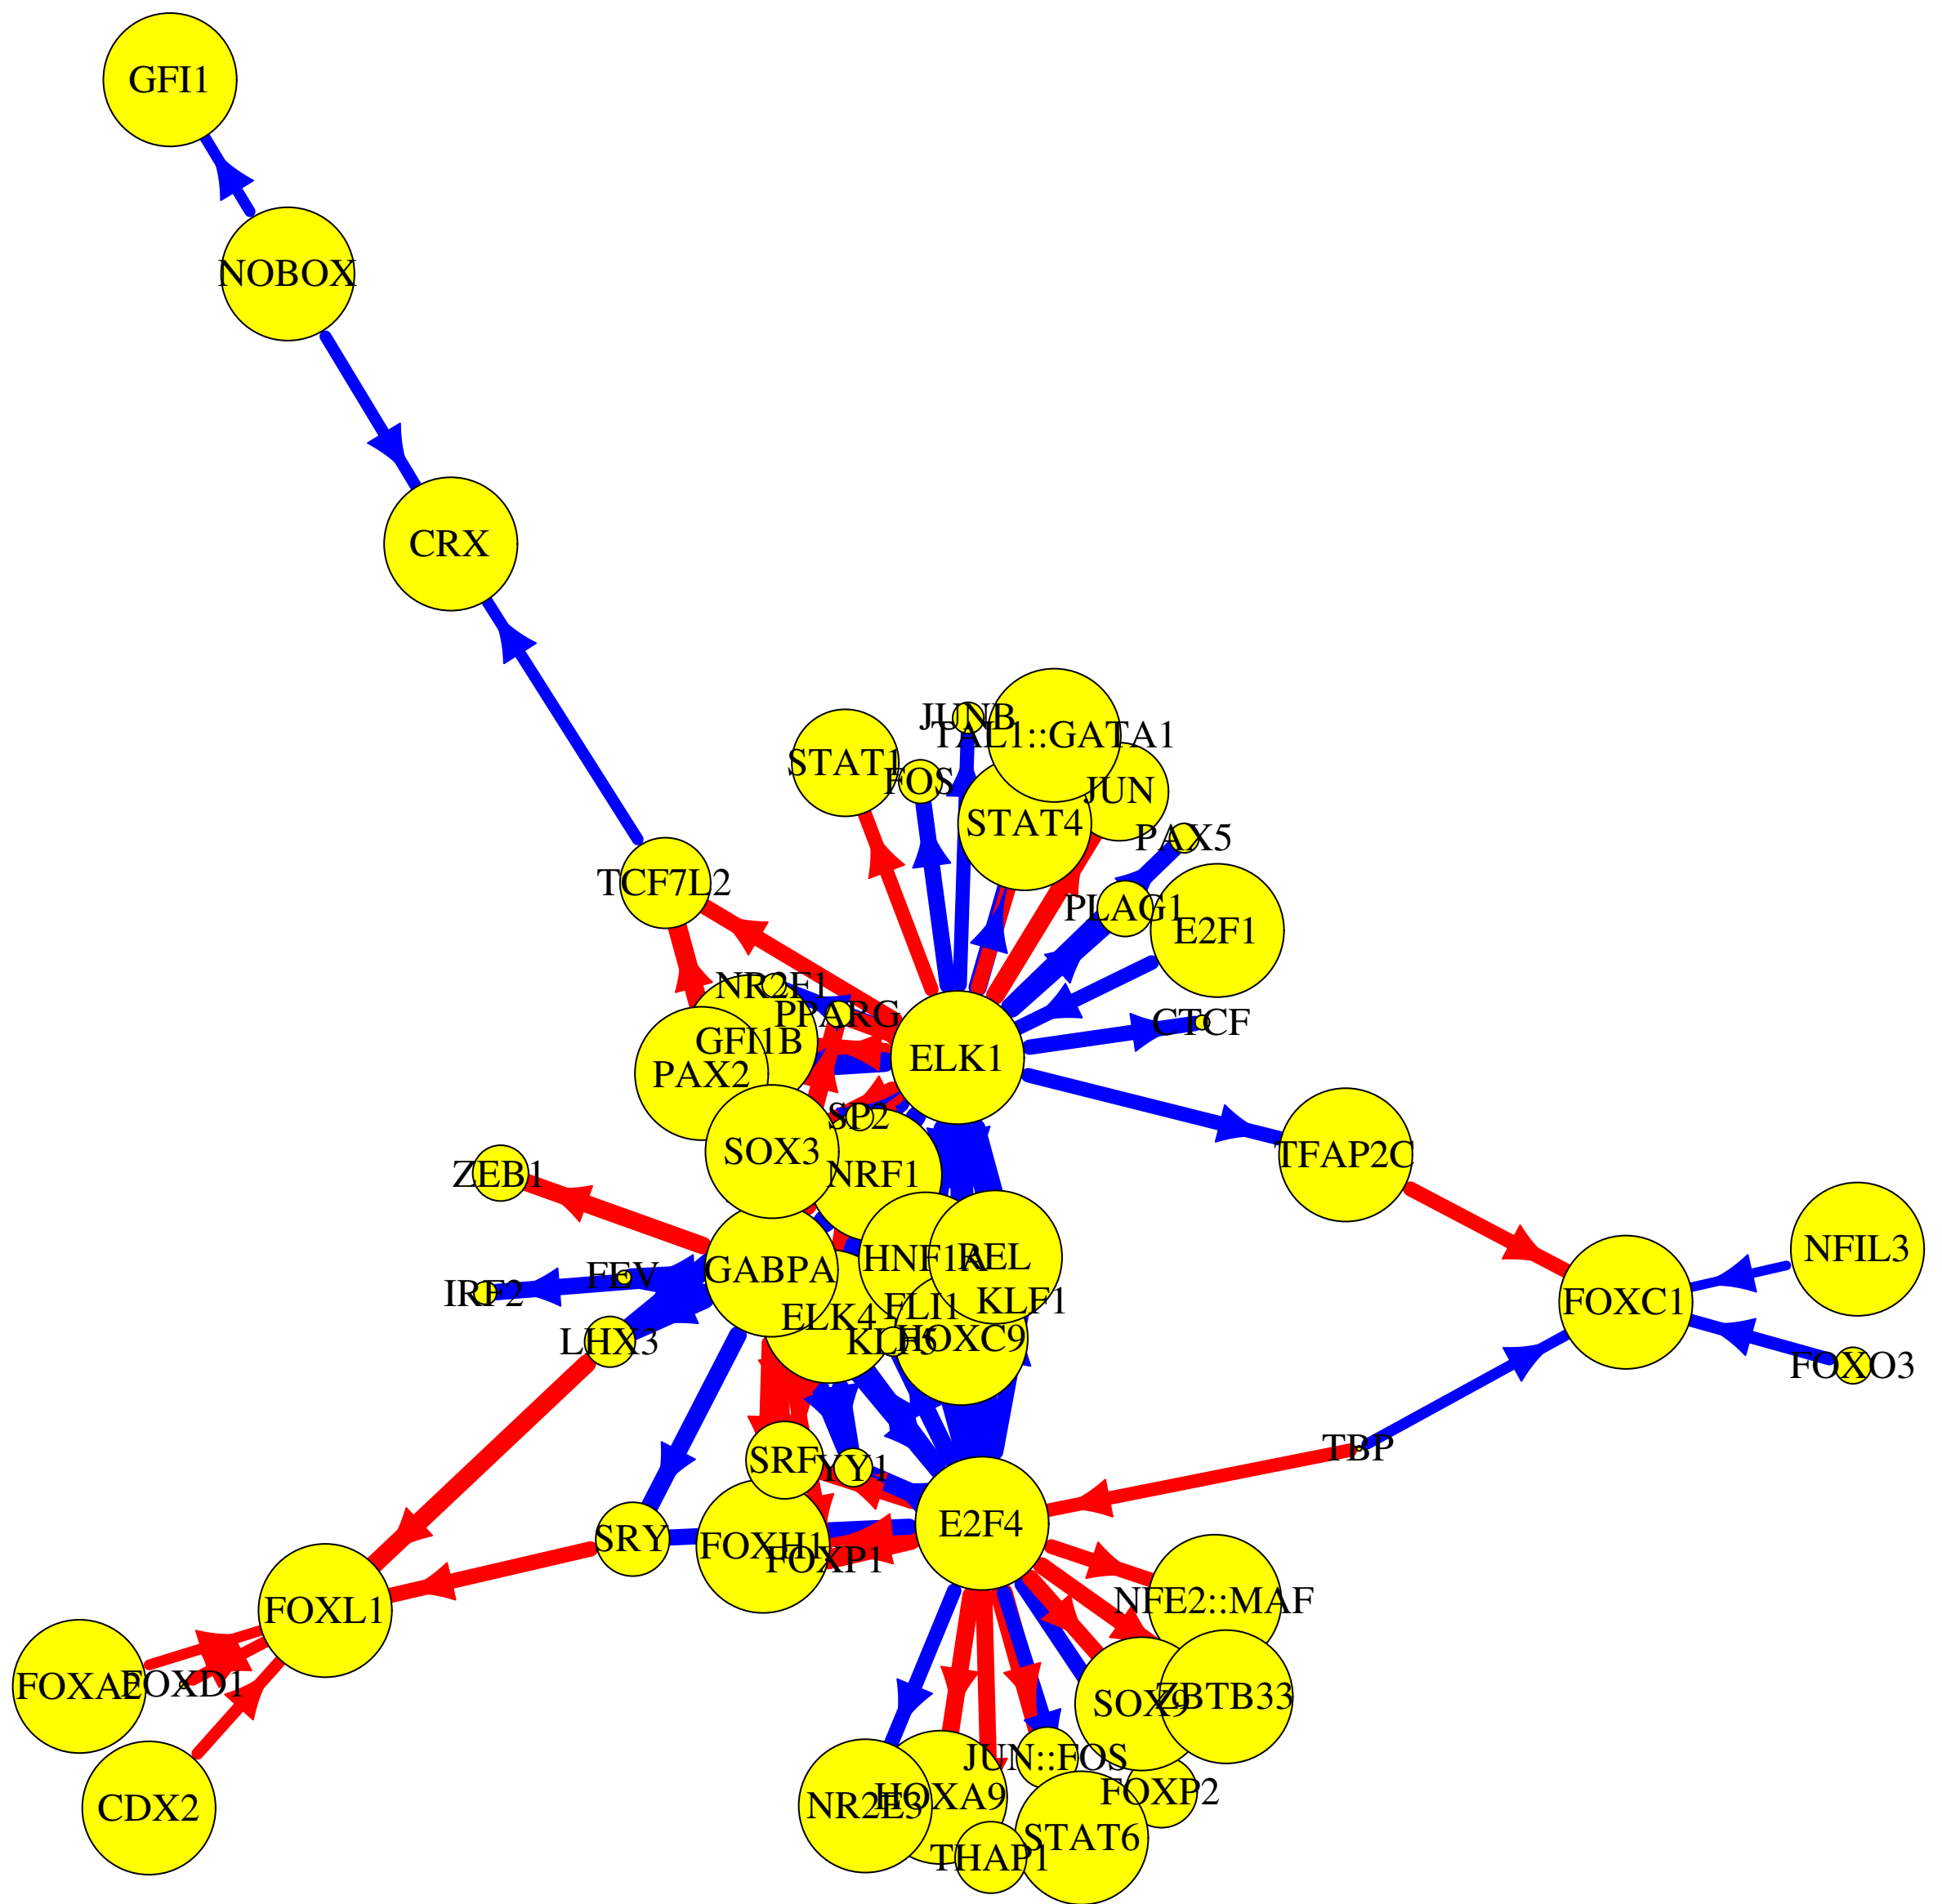 GFI1
NOBOX
CRX
JUNB
TAL1::GATA1
STAT1
FOS
JUN
STAT4
PAX5
TCF7L2
PLAG1
E2F1
NR2F1
PPARG
CTCF
GFI1B
ELK1
PAX2
SP2
SOX3
TFAP2C
ZEB1
NRF1
NFIL3
HNF1A
REL
GABPA
FEV
IRF2
FLI1
KLF1
FOXC1
ELK4
LHX3
KLF5
HOXC9
FOXO3
TBP
SRF
YY1
E2F4
SRY
FOXH1
FOXP1
FOXL1
NFE2::MAF
FOXA2
FOXD1
SOX9
ZBTB33
JUN::FOS
FOXP2
CDX2
NR2E3
HOXA9
STAT6
THAP1